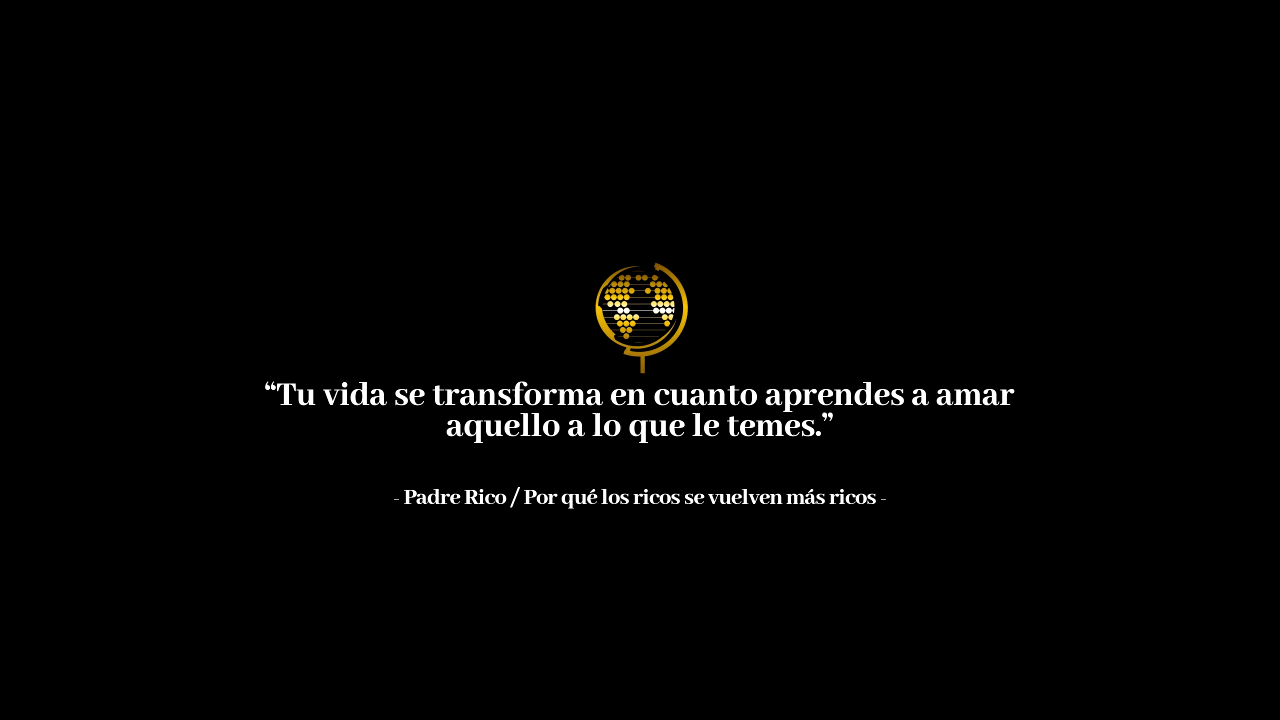 “Tu vida se transforma en cuanto aprendes a amar
aquello a lo que le temes.”
- Padre Rico / Por qué los ricos se vuelven más ricos -